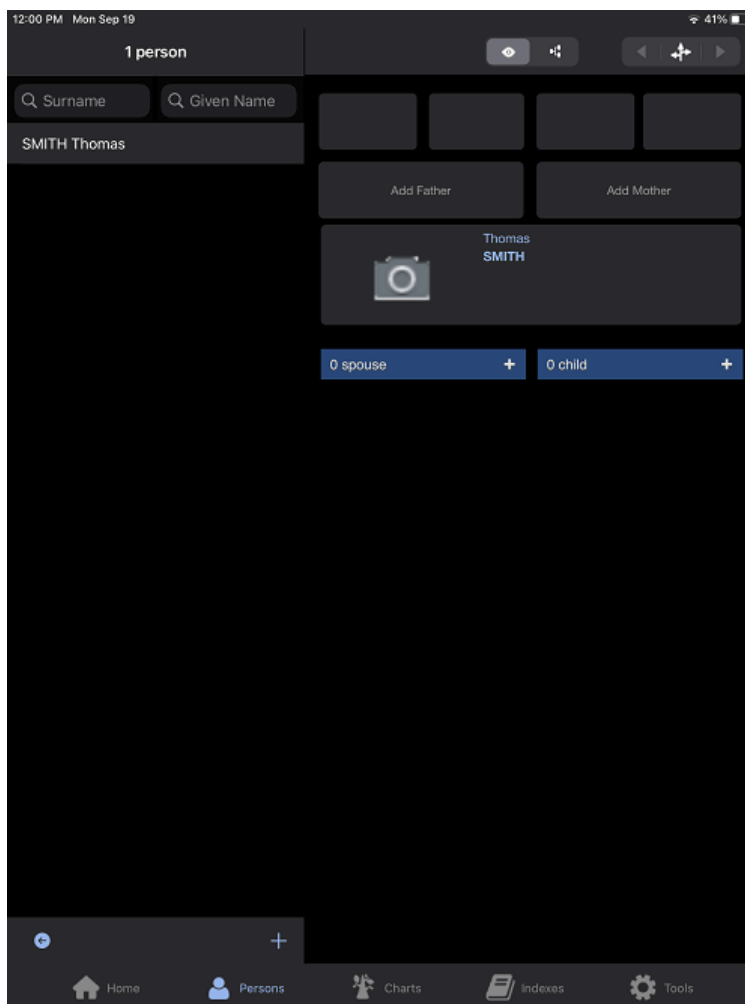 12:00 PM Mon Sep 19
41%
1 person
Surname
Given Name
SMITH Thomas
Add Father
Add Mother
Thomas
SMITH
0 spouse +
0 child +
Home
Persons
Charts
Indexes
Tools